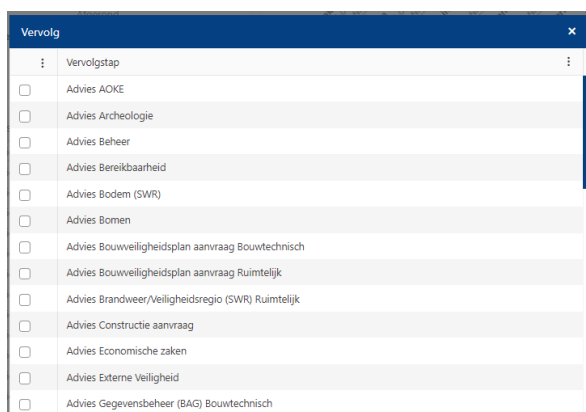 Vervolg
Vervolgstap
Advies AOKE
Advies Archeologie
Advies Beheer
Advies Bereikbaarheid
Advies Bodem (SWR)
Advies Bomen
Advies Bouwveiligheidsplan aanvraag Bouwtechnisch
Advies Bouwveiligheidsplan aanvraag Ruimtelijk
Advies Brandweer/Veiligheidsregio (SWR) Ruimtelijk
Advies Constructie aanvraag
Advies Economische zaken
Advies Externe Veiligheid
Advies Gegevensbeheer (BAG) Bouwtechnisch